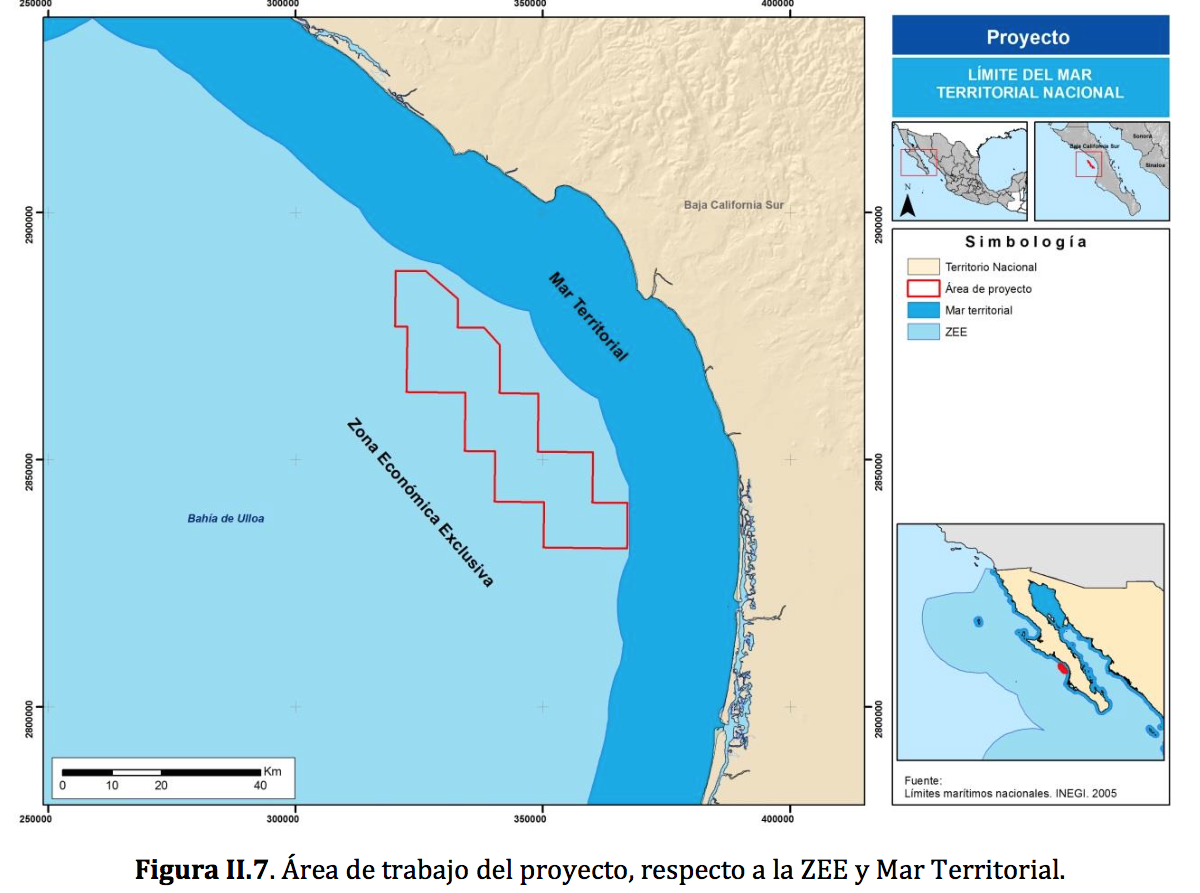 250000 300000 350000 400000
2900000
2850000
2800000
Baja California Sur
Mar Territorial
Zona Económica Exclusiva
Bahía de Ulloa
Km
0 10 20 40
2900000
2850000
2800000
250000 300000 350000 400000
Proyecto
LÍMITE DEL MAR
TERRITORIAL NACIONAL
N
Sonora
Baja California Sur
Sinaloa
Simbología
Territorio Nacional
Área de proyecto
Mar territorial
ZEE
Fuente:
Límites marítimos nacionales. INEGI. 2005
Figura II.7. Área de trabajo del proyecto, respecto a la ZEE y Mar Territorial.